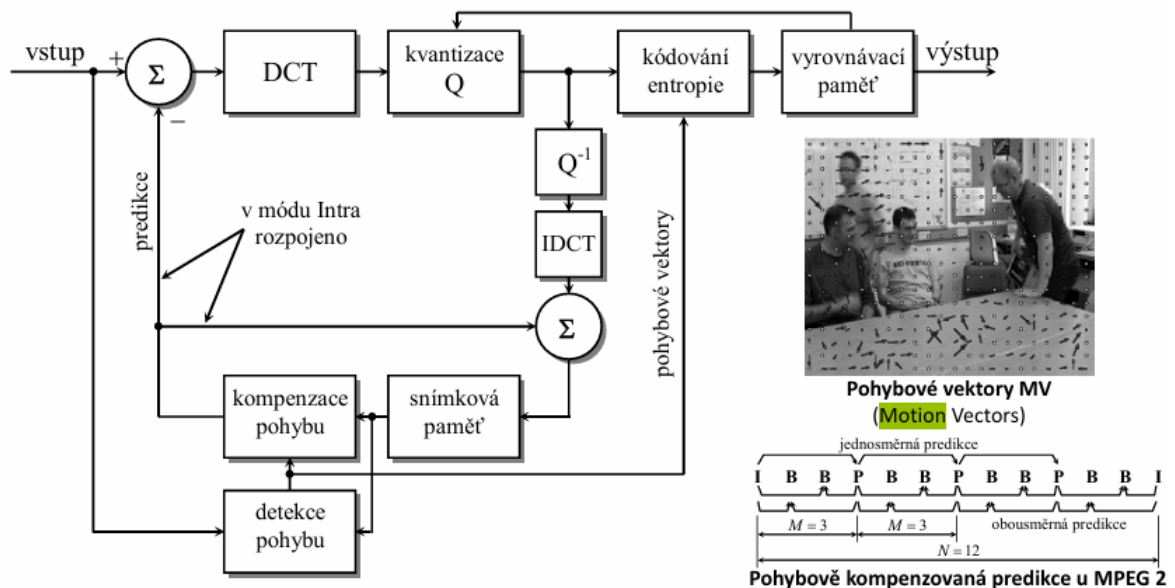 vstup
+
Σ
−
DCT
kvantizace
Q
kódování
entropie
vyrovnávací
paměť
výstup
Q-1
IDCT
Σ
predikce
v módu Intra
rozpojeno
pohybové vektory
kompenzace
pohybu
snímková
paměť
detekce
pohybu
Pohybové vektory MV
(Motion Vectors)
jednosměrná predikce
I B B P B B P B B P B B I
M = 3
M = 3
obousměrná predikce
N = 12
Pohybově kompenzovaná predikce u MPEG 2